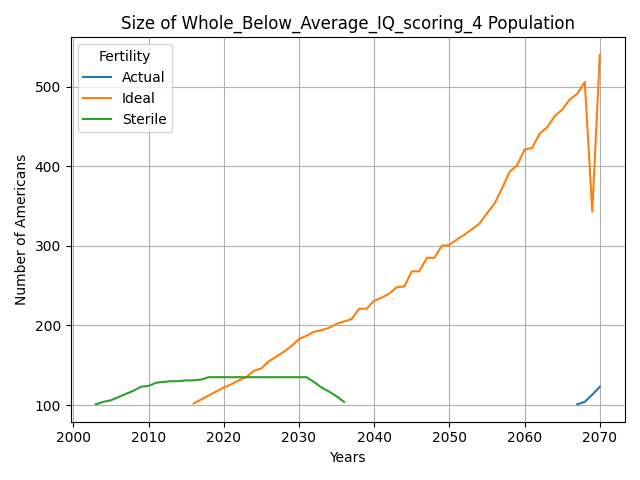 Size of Whole_Below_Average_IQ_scoring_4 Population
Fertility
Actual
Ideal
Sterile
Number of Americans
500
400
300
200
100
2000 2010 2020 2030 2040 2050 2060 2070
Years